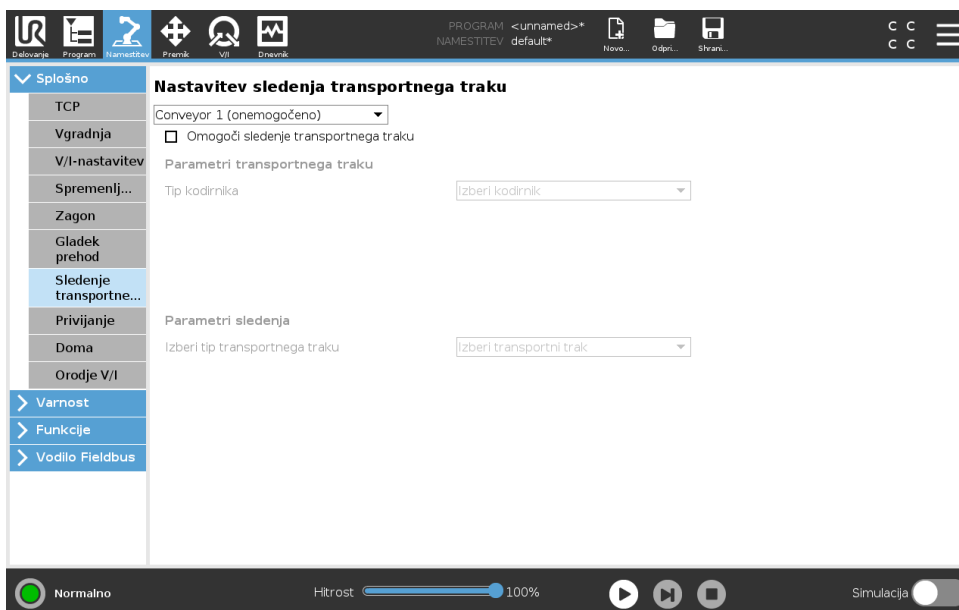 PROGRAM <unnamed>*
NAMESTITEV default*
Delovanje
Program
Namestitev
Premik
V/I
Dnevnik
Novo...
Odpri...
Shrani...
C C
C C
Splošno
TCP
Vgradnja
V/I-nastavitev
Spremenlj...
Zagon
Gladek
prehod
Sledenje
transportne...
Privijanje
Doma
Orodje V/I
Varnost
Funkcije
Vodilo Fieldbus
Nastavitev sledenja transportnega traku
Conveyor 1 (onemogočeno)
Omogoči sledenje transportnega traku
Parametri transportnega traku
Tip kodirnika
Izberi kodirnik
Parametri sledenja
Izberi tip transportnega traku
Izberi transportni trak
Normalno
Hitrost
100%
Simulacija